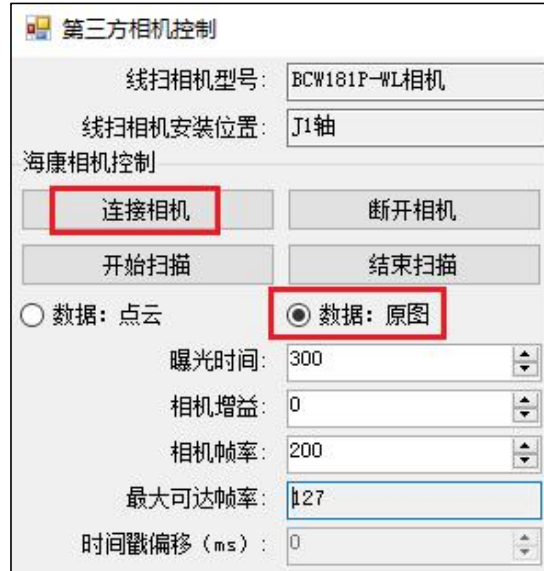 第三方相机控制
线扫相机型号: BCW181P-WL相机
线扫相机安装位置: J1轴
海康相机控制
连接相机 断开相机
开始扫描 结束扫描
数据: 点云 数据: 原图
曝光时间: 300
相机增益: 0
相机帧率: 200
最大可达帧率: 127
时间戳偏移 (ms) : 0